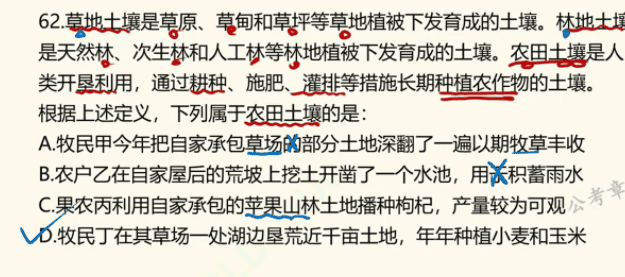 62.草地土壤是草原、草甸和草坪等草地植被下发育成的土壤。林地土壤
是天然林、次生林和人工林等林地植被下发育成的土壤。农田土壤是人
类开垦利用，通过耕种、施肥、灌排等措施长期种植农作物的土壤。
根据上述定义，下列属于农田土壤的是：
A.牧民甲今年把自家承包草场的部分土地深翻了一遍以期牧草丰收
B.农户乙在自家屋后的荒坡上挖土开凿了一个水池，用来积蓄雨水
C.果农丙利用自家承包的苹果山林土地播种枸杞，产量较为可观
公考章
D.牧民丁在其草场一处湖边垦荒近千亩土地，年年种植小麦和玉米